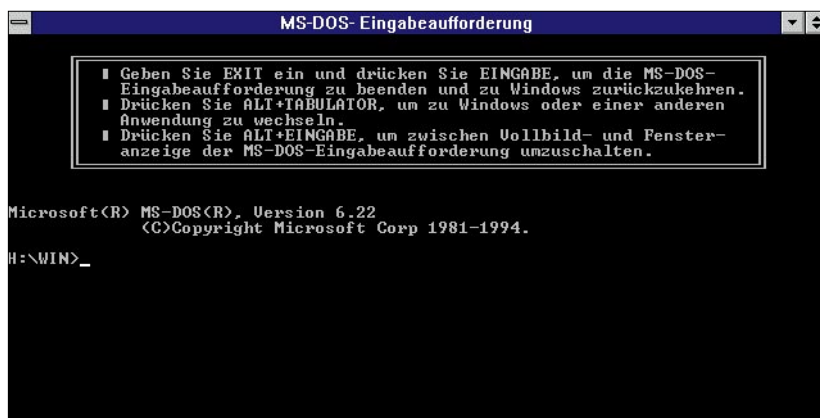 MS-DOS-Eingabeaufforderung
Geben Sie EXIT ein und drücken Sie EINGABE, um die MS-DOS-
Eingabeaufforderung zu beenden und zu Windows zurückzukehren.
Drücken Sie ALT+TABULATOR, um zu Windows oder einer anderen
Anwendung zu wechseln.
Drücken Sie ALT+EINGABE, um zwischen Vollbild- und Fenster-
anzeige der MS-DOS-Eingabeaufforderung umzuschalten.
Microsoft(R) MS-DOS(R), Version 6.22
(C)Copyright Microsoft Corp 1981-1994.
H:\WIN>_